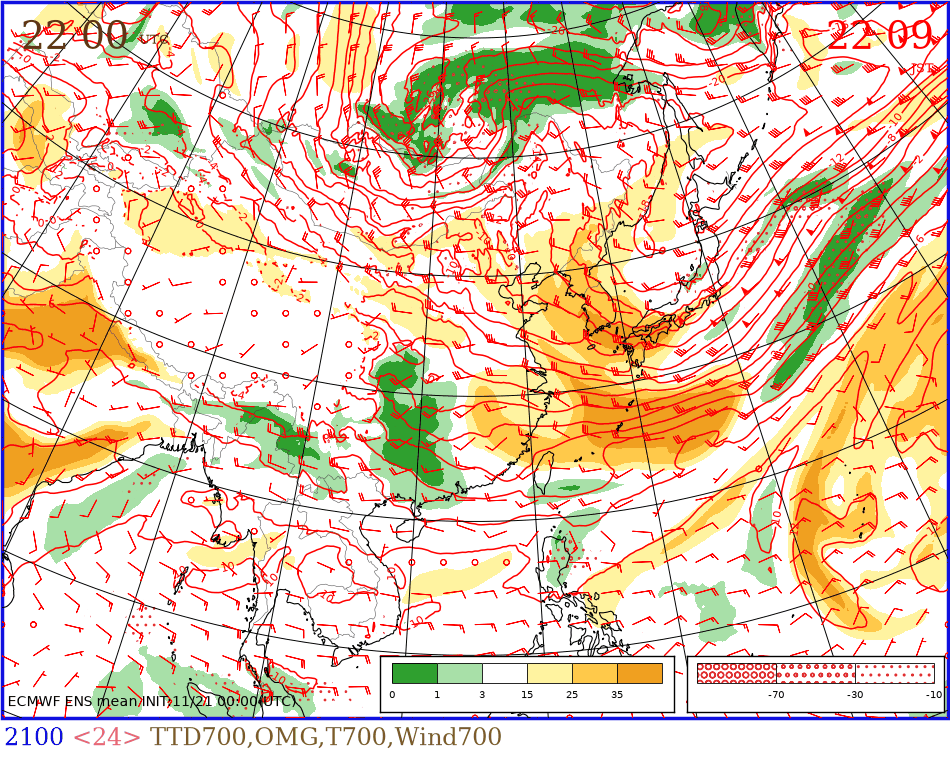 22 00 UTC
22 09
JST
0 1 3 15 25 35
-70 -30 -10
ECMWF ENS mean,INIT:11/21 00:00(UTC)
2100 <24> TTD700,OMG,T700,Wind700